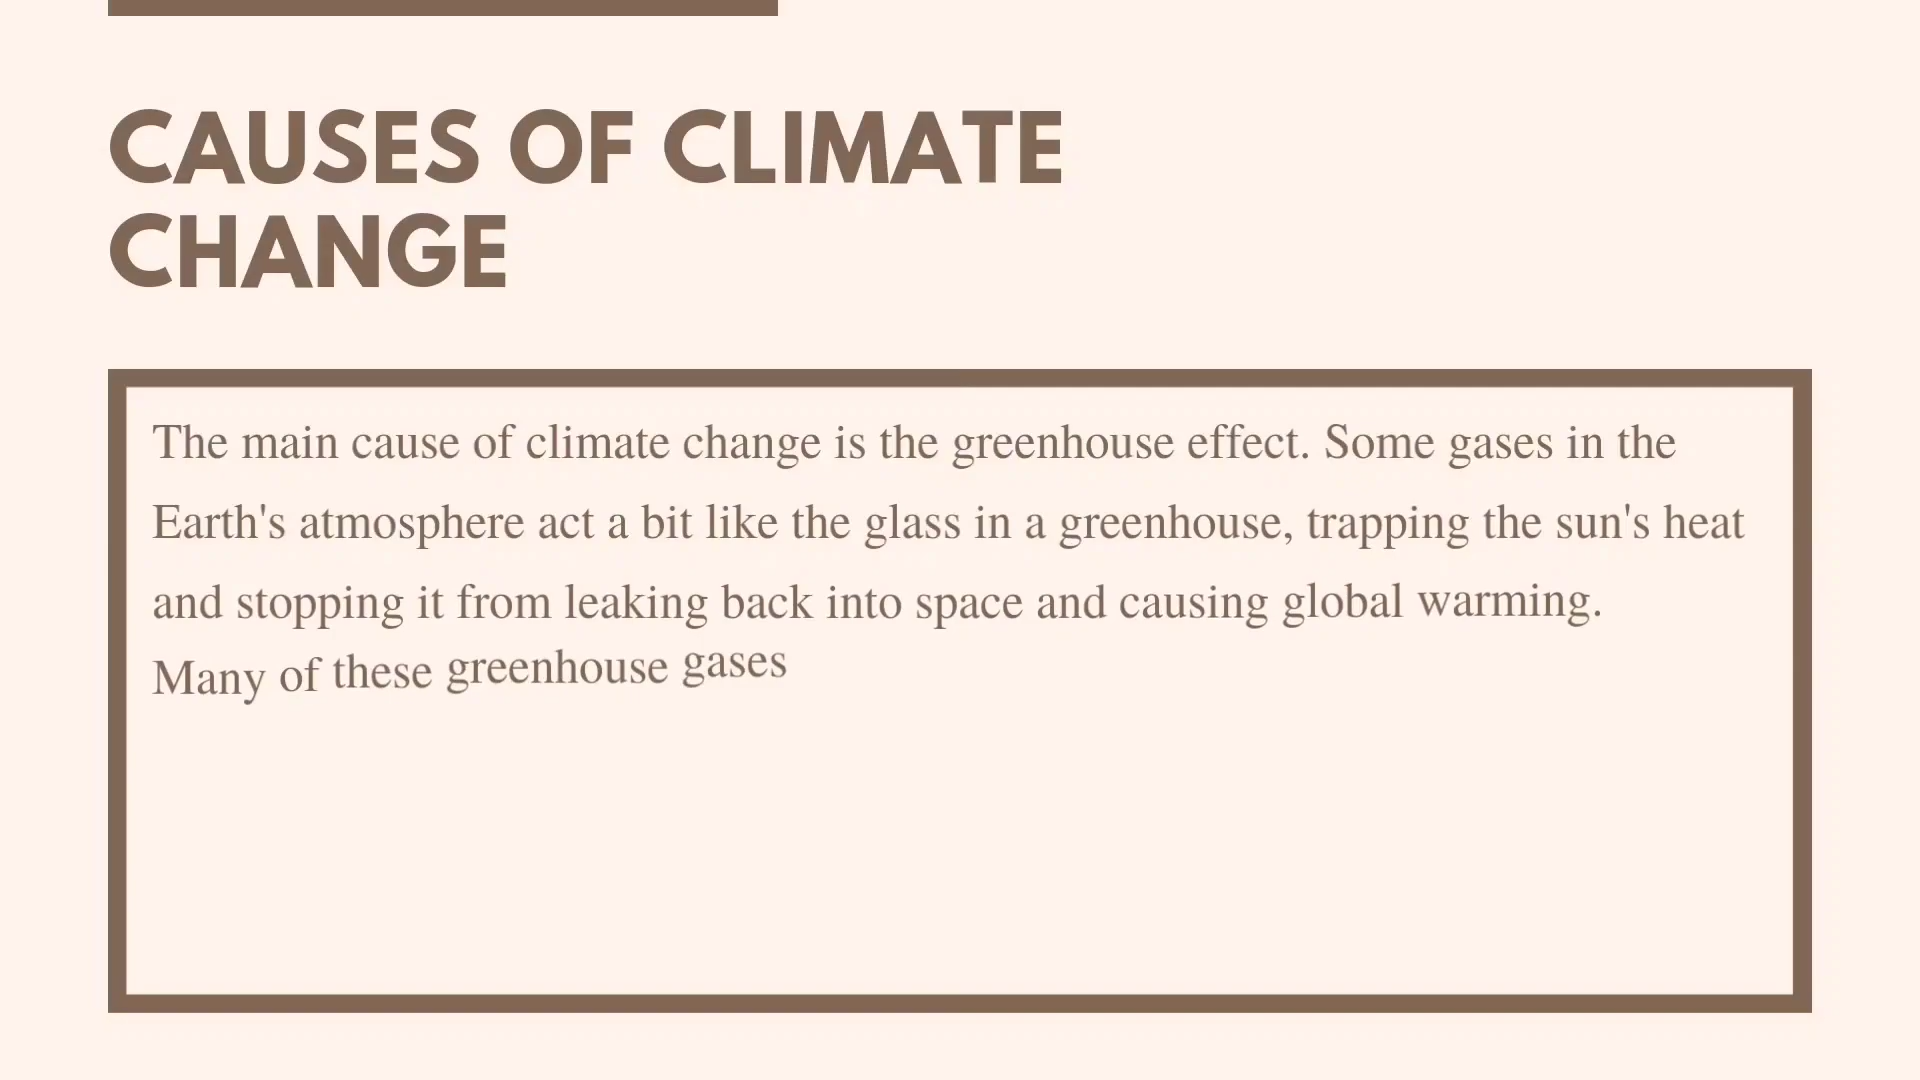 CAUSES OF CLIMATE
CHANGE
The main cause of climate change is the greenhouse effect. Some gases in the
Earth's atmosphere act a bit like the glass in a greenhouse, trapping the sun's heat
and stopping it from leaking back into space and causing global warming.
Many of these greenhouse gases